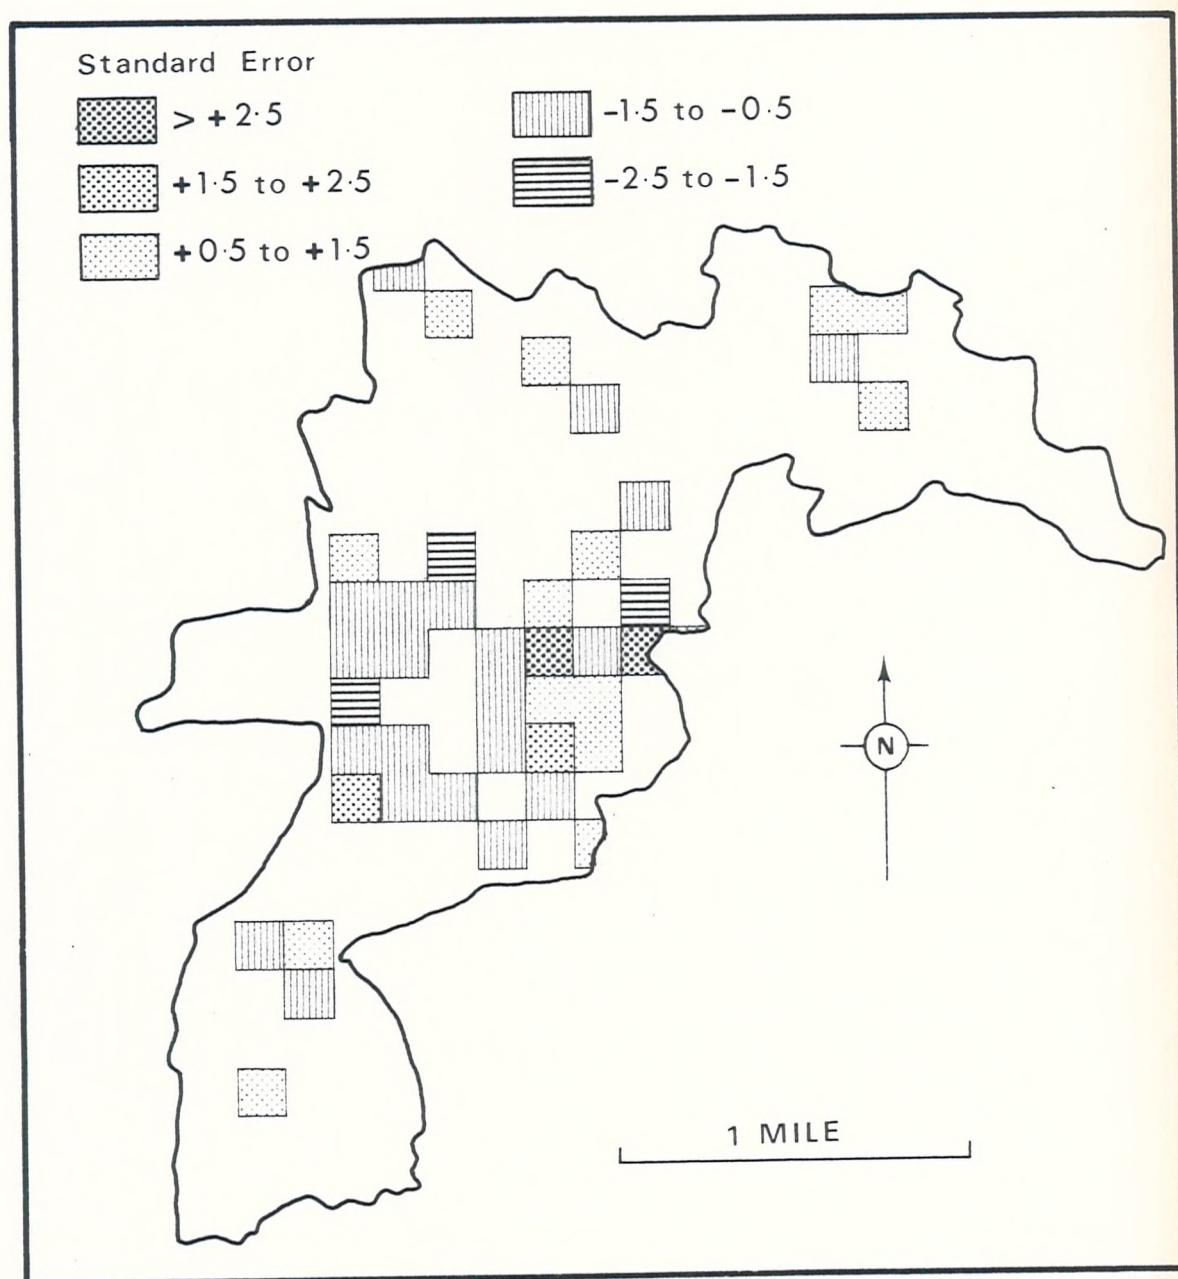 Standard Error
> + 2·5
+1·5 to +2·5
+0·5 to +1·5
-1·5 to -0·5
-2·5 to -1·5
N
1 MILE